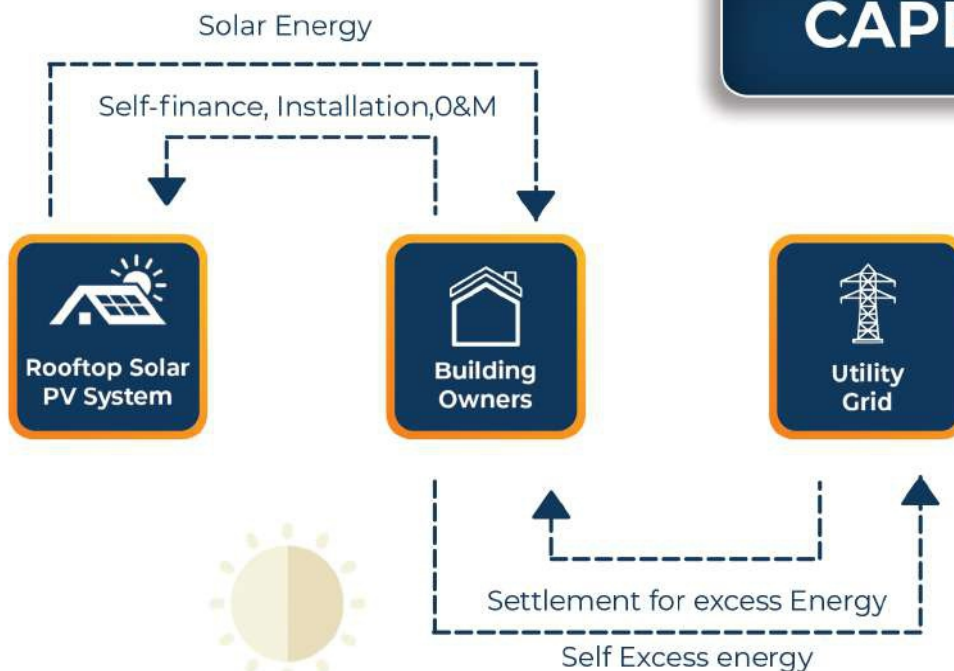 CAPE
Solar Energy
Self-finance, Installation,O&M
Rooftop Solar
PV System
Building
Owners
Utility
Grid
Settlement for excess Energy
Self Excess energy